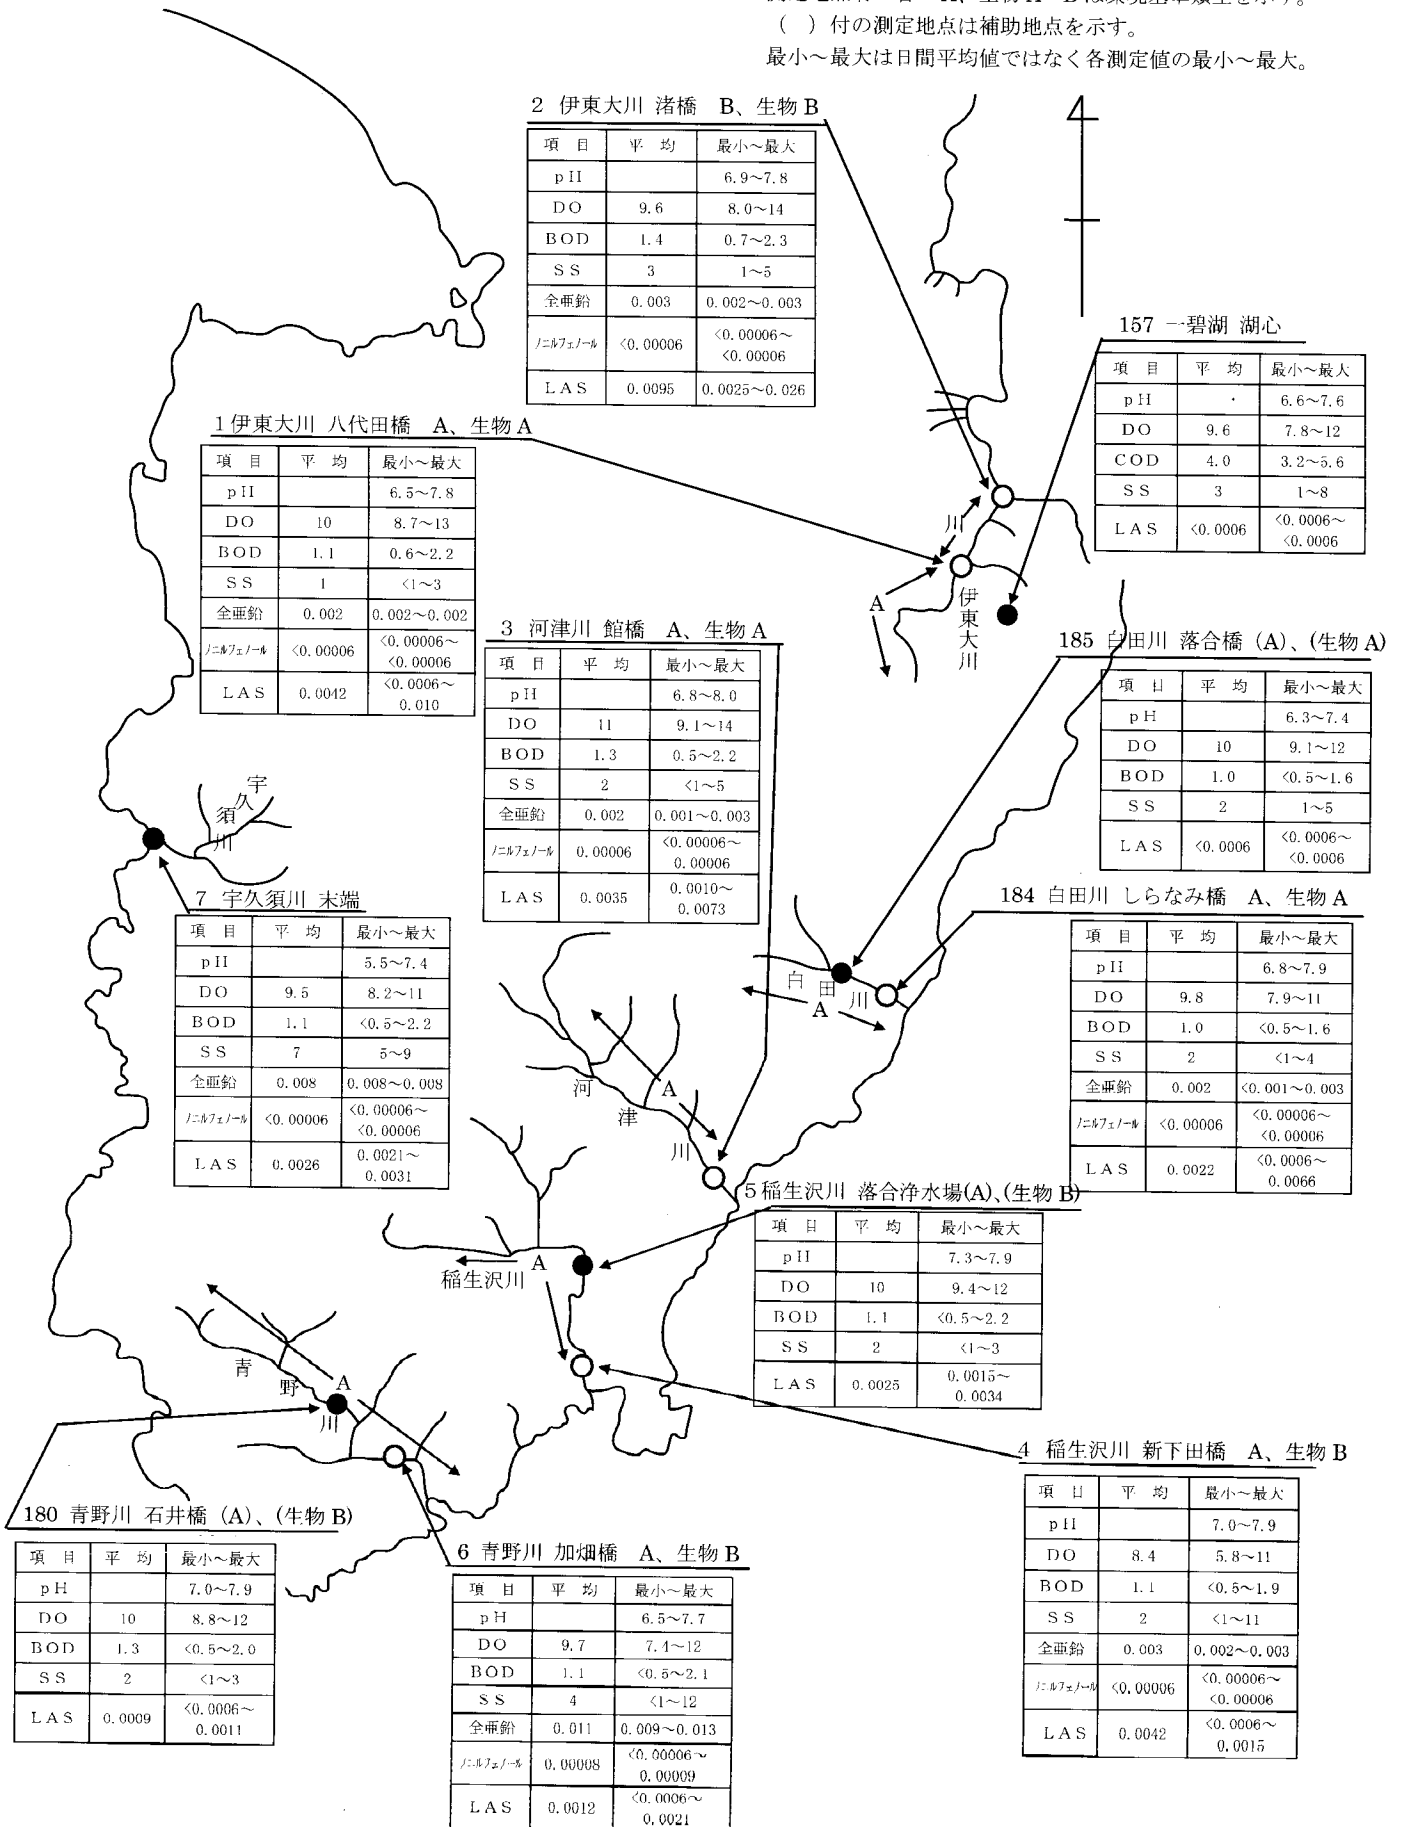 ( )付の測定地点は補助地点を示す。
最小～最大は日間平均値ではなく各測定値の最小～最大。
2 伊東大川 渚橋 B、生物 B
項 目 平 均 最小～最大
pH 6.9～7.8
DO 9.6 8.0～14
BOD 1.4 0.7～2.3
SS 3 1～5
全亜鉛 0.003 0.002～0.003
ノニルフェノール <0.00006 <0.00006～
<0.00006
LAS 0.0095 0.0025～0.026
157 一碧湖 湖心
項 目 平 均 最小～最大
pH 6.6～7.6
DO 9.6 7.8～12
COD 4.0 3.2～5.6
SS 3 1～8
LAS <0.0006 <0.0006～
<0.0006
1伊東大川 八代田橋 A、生物 A
項 目 平 均 最小～最大
pH 6.5～7.8
DO 10 8.7～13
BOD 1.1 0.6～2.2
SS 1 <1～3
全亜鉛 0.002 0.002～0.002
ノニルフェノール <0.00006 <0.00006～
<0.00006
LAS 0.0042 <0.0006～
0.010
川
A
伊東大川
3 河津川 館橋 A、生物 A
項 目 平 均 最小～最大
pH 6.8～8.0
DO 11 9.1～14
BOD 1.3 0.5～2.2
SS 2 <1～5
全亜鉛 0.002 0.001～0.003
ノニルフェノール 0.00006 <0.00006～
0.00006
LAS 0.0035 0.0010～
0.0073
185 白田川 落合橋 (A)、(生物 A)
項 目 平 均 最小～最大
pH 6.3～7.4
DO 10 9.1～12
BOD 1.0 <0.5～1.6
SS 2 1～5
LAS <0.0006 <0.0006～
<0.0006
宇久須川
7 宇久須川 末端
項 目 平 均 最小～最大
pH 5.5～7.4
DO 9.5 8.2～11
BOD 1.1 <0.5～2.2
SS 7 5～9
全亜鉛 0.008 0.008～0.008
ノニルフェノール <0.00006 <0.00006～
<0.00006
LAS 0.0026 0.0021～
0.0031
184 白田川 しらなみ橋 A、生物 A
項 目 平 均 最小～最大
pH 6.8～7.9
DO 9.8 7.9～11
BOD 1.0 <0.5～1.6
SS 2 <1～4
全亜鉛 0.002 <0.001～0.003
ノニルフェノール <0.00006 <0.00006～
<0.00006
LAS 0.0022 <0.0006～
0.0066
白田川
A
河津川
A
5稲生沢川 落合浄水場(A)、(生物 B)
項 目 平 均 最小～最大
pH 7.3～7.9
DO 10 9.4～12
BOD 1.1 <0.5～2.2
SS 2 <1～3
LAS 0.0025 0.0015～
0.0034
A
稲生沢川
青野川
A
4 稲生沢川 新下田橋 A、生物 B
項 目 平 均 最小～最大
pH 7.0～7.9
DO 8.4 5.8～11
BOD 1.1 <0.5～1.9
SS 2 <1～11
全亜鉛 0.003 0.002～0.003
ノニルフェノール <0.00006 <0.00006～
<0.00006
LAS 0.0042 <0.0006～
0.0015
180 青野川 石井橋 (A)、(生物 B)
項 目 平 均 最小～最大
pH 7.0～7.9
DO 10 8.8～12
BOD 1.3 <0.5～2.0
SS 2 <1～3
LAS 0.0009 <0.0006～
0.0011
6 青野川 加畑橋 A、生物 B
項 目 平 均 最小～最大
pH 6.5～7.7
DO 9.7 7.4～12
BOD 1.1 <0.5～2.1
SS 4 <1～12
全亜鉛 0.011 0.009～0.013
ノニルフェノール 0.00008 <0.00006～
0.00009
LAS 0.0012 <0.0006～
0.0021